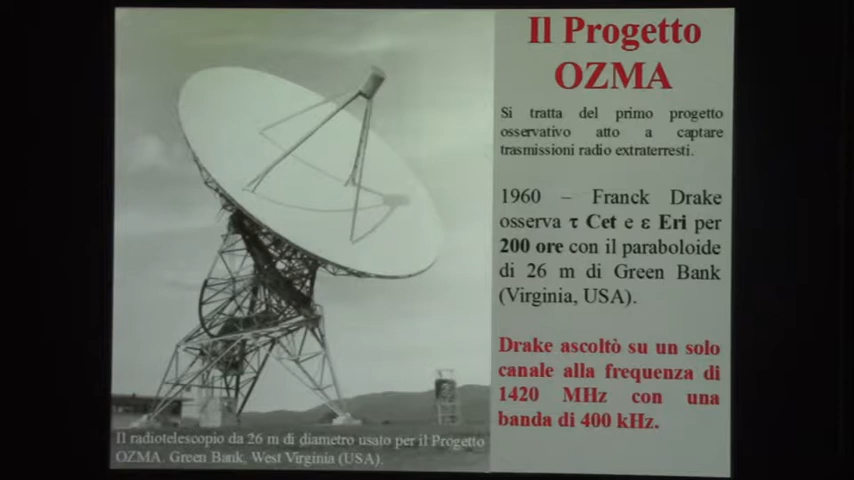 Il Progetto
OZMA
Si tratta del primo progetto
osservativo atto a captare
trasmissioni radio extraterresti.
1960 – Franck Drake
osserva τ Cet e ε Eri per
200 ore con il paraboloide
di 26 m di Green Bank
(Virginia, USA).
Drake ascoltò su un solo
canale alla frequenza di
1420 MHz con una
banda di 400 kHz.
Il radiotelescopio da 26 m di diametro usato per il Progetto
OZMA. Green Bank, West Virginia (USA).